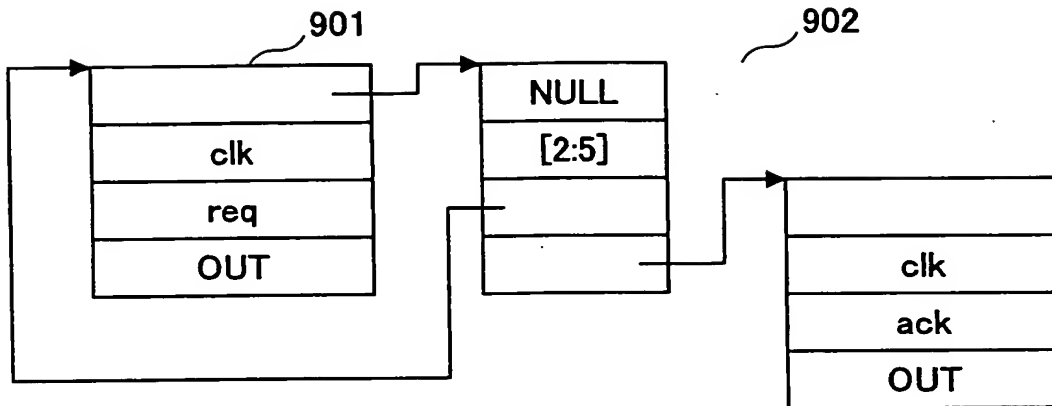 901
902
clk
req
OUT
NULL
[2:5]
clk
ack
OUT